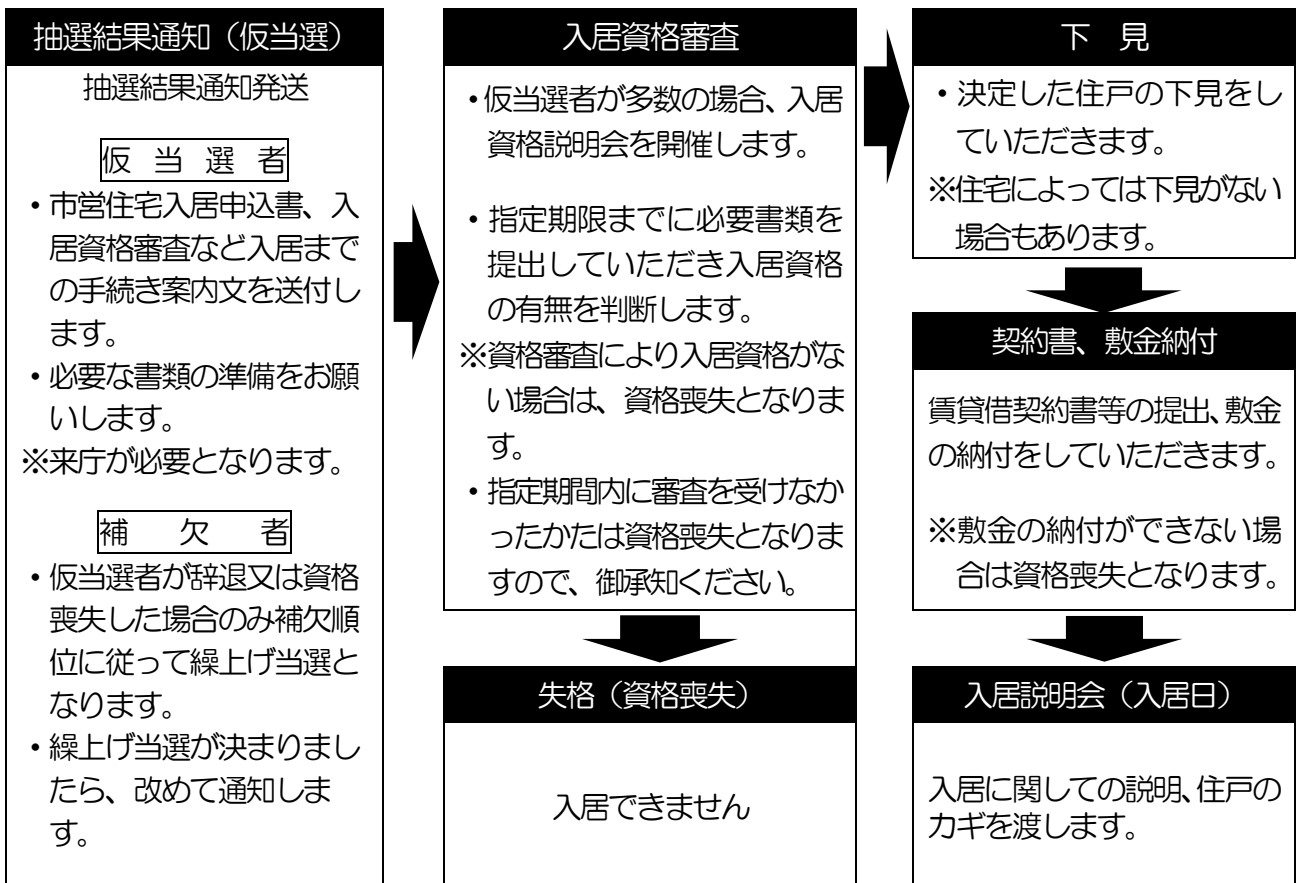 抽選結果通知（仮当選）
抽選結果通知発送
仮当選者
・市営住宅入居申込書、入
居資格審査など入居まで
の手続き案内文を送付し
ます。
・必要な書類の準備をお願
いします。
※来庁が必要となります。
補欠者
・仮当選者が辞退又は資格
喪失した場合のみ補欠順
位に従って繰上げ当選と
なります。
・繰上げ当選が決まりまし
たら、改めて通知しま
す。
入居資格審査
・仮当選者が多数の場合、入居
資格説明会を開催します。
・指定期限までに必要書類を
提出していただき入居資格
の有無を判断します。
※資格審査により入居資格がな
い場合は、資格喪失となりま
す。
・指定期間内に審査を受けなか
ったかたは資格喪失となりま
すので、御承知ください。
失格（資格喪失）
入居できません
下 見
・決定した住戸の下見をし
ていただきます。
※住宅によっては下見がない
場合もあります。
契約書、敷金納付
賃貸借契約書等の提出、敷金
の納付をしていただきます。
※敷金の納付ができない場
合は資格喪失となります。
入居説明会（入居日）
入居に関しての説明、住戸の
カギを渡します。